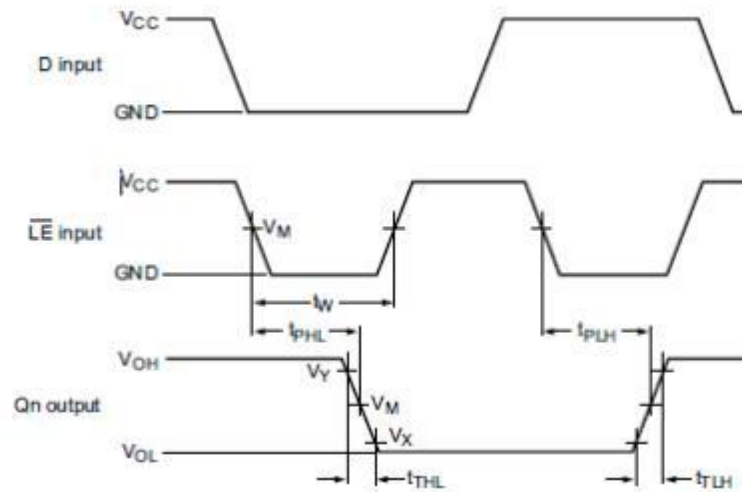 VCC
D input
GND
VCC
LE input
VM
GND
tW
tPHL
tPLH
VOH
VY
Qn output
VM
VX
VOL
tTHL
tTLH